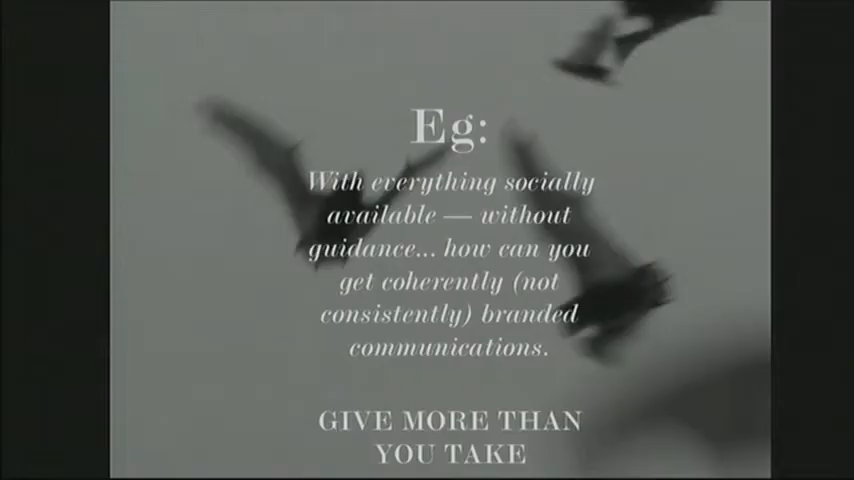 Eg:
With everything socially
available — without
guidance... how can you
get coherently (not
consistently) branded
communications.
GIVE MORE THAN
YOU TAKE